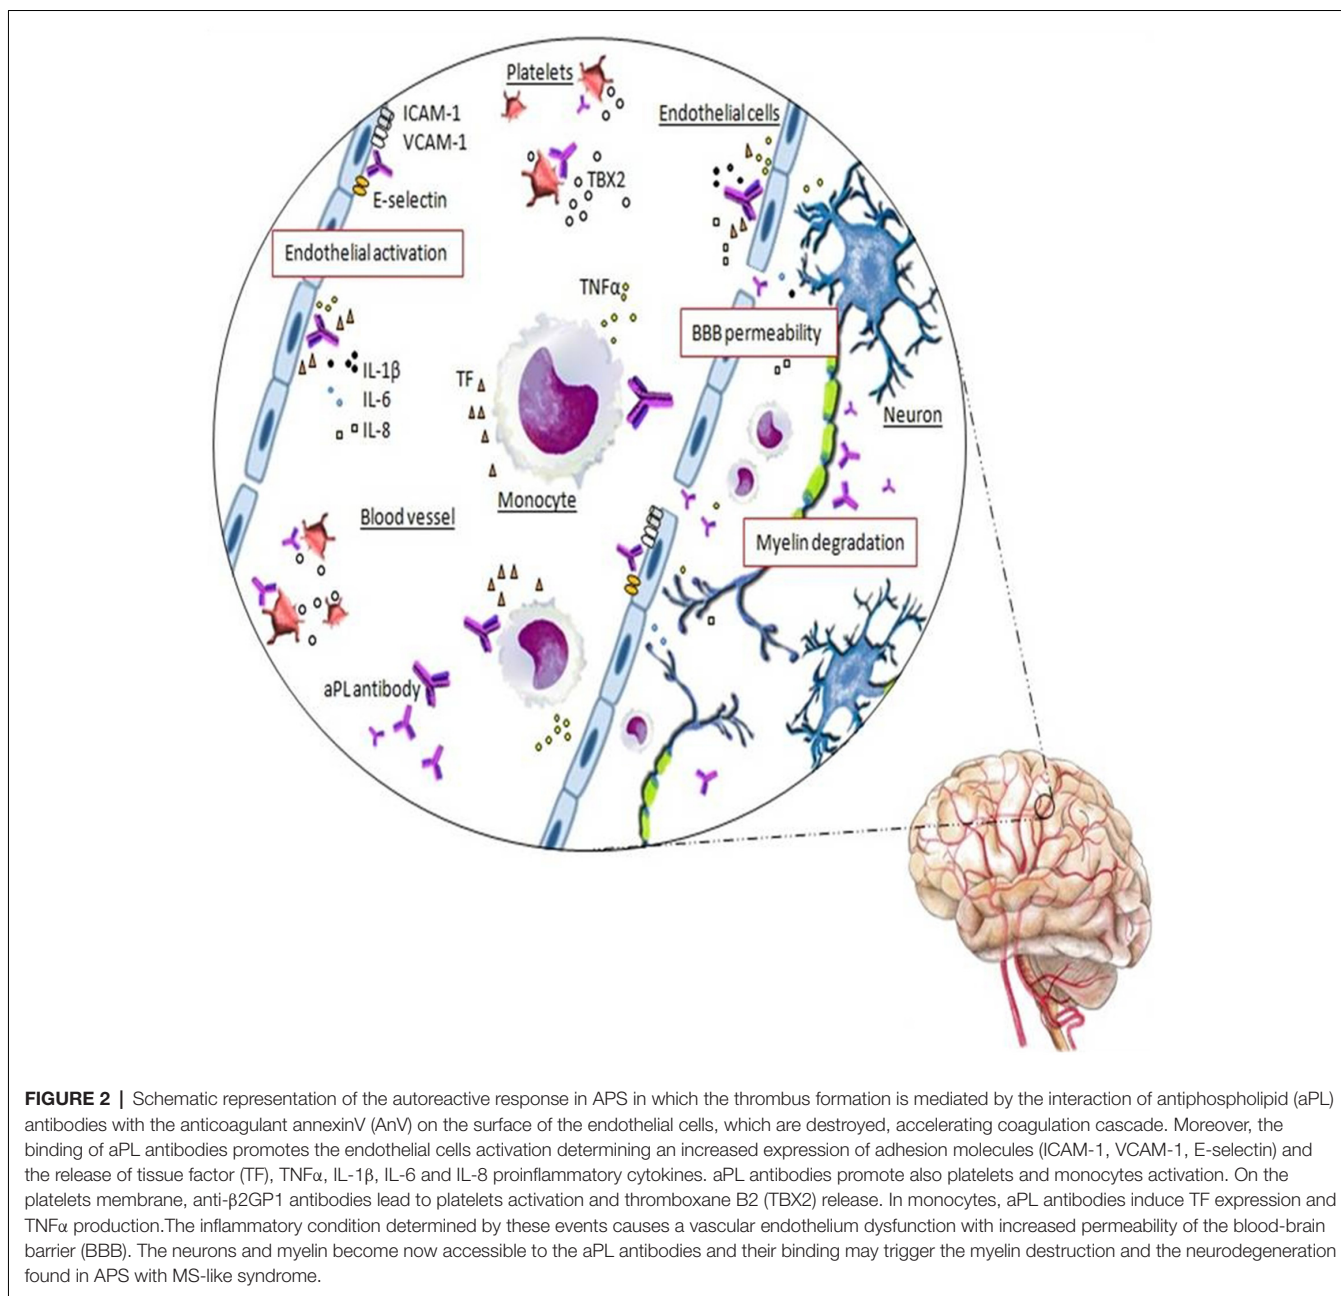 Platelets
ICAM-1
VCAM-1
Endothelial cells
TBX2
E-selectin
Endothelial activation
TNFα
BBB permeability
IL-1β
TF
IL-6
Neuron
IL-8
Monocyte
Blood vessel
Myelin degradation
aPL antibody
FIGURE 2 | Schematic representation of the autoreactive response in APS in which the thrombus formation is mediated by the interaction of antiphospholipid (aPL)
antibodies with the anticoagulant annexinV (AnV) on the surface of the endothelial cells, which are destroyed, accelerating coagulation cascade. Moreover, the
binding of aPL antibodies promotes the endothelial cells activation determining an increased expression of adhesion molecules (ICAM-1, VCAM-1, E-selectin) and
the release of tissue factor (TF), TNFα, IL-1β, IL-6 and IL-8 proinflammatory cytokines. aPL antibodies promote also platelets and monocytes activation. On the
platelets membrane, anti-β2GP1 antibodies lead to platelets activation and thromboxane B2 (TBX2) release. In monocytes, aPL antibodies induce TF expression and
TNFα production.The inflammatory condition determined by these events causes a vascular endothelium dysfunction with increased permeability of the blood-brain
barrier (BBB). The neurons and myelin become now accessible to the aPL antibodies and their binding may trigger the myelin destruction and the neurodegeneration
found in APS with MS-like syndrome.